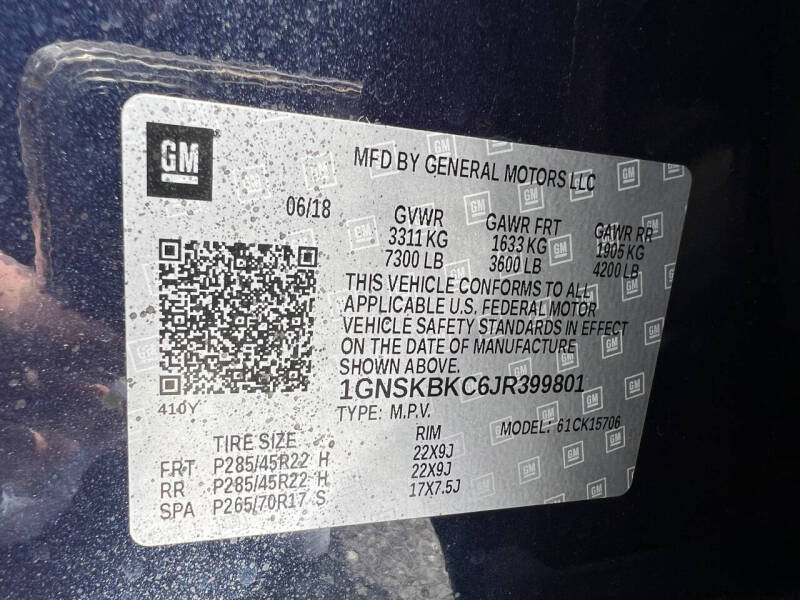 GM
MFD BY GENERAL MOTORS LLC
06/18
GVWR GAWR FRT GAWR RR
3311 KG 1633 KG 1905 KG
7300 LB 3600 LB 4200 LB
THIS VEHICLE CONFORMS TO ALL
APPLICABLE U.S. FEDERAL MOTOR
VEHICLE SAFETY STANDARDS IN EFFECT
ON THE DATE OF MANUFACTURE
SHOWN ABOVE.
1GNSKBKC6JR399801
410Y
TYPE: M.P.V. MODEL: 61CK15706
TIRE SIZE RIM
FRT P285/45R22 H 22X9J
RR P285/45R22 H 22X9J
SPA P265/70R17 S 17X7.5J